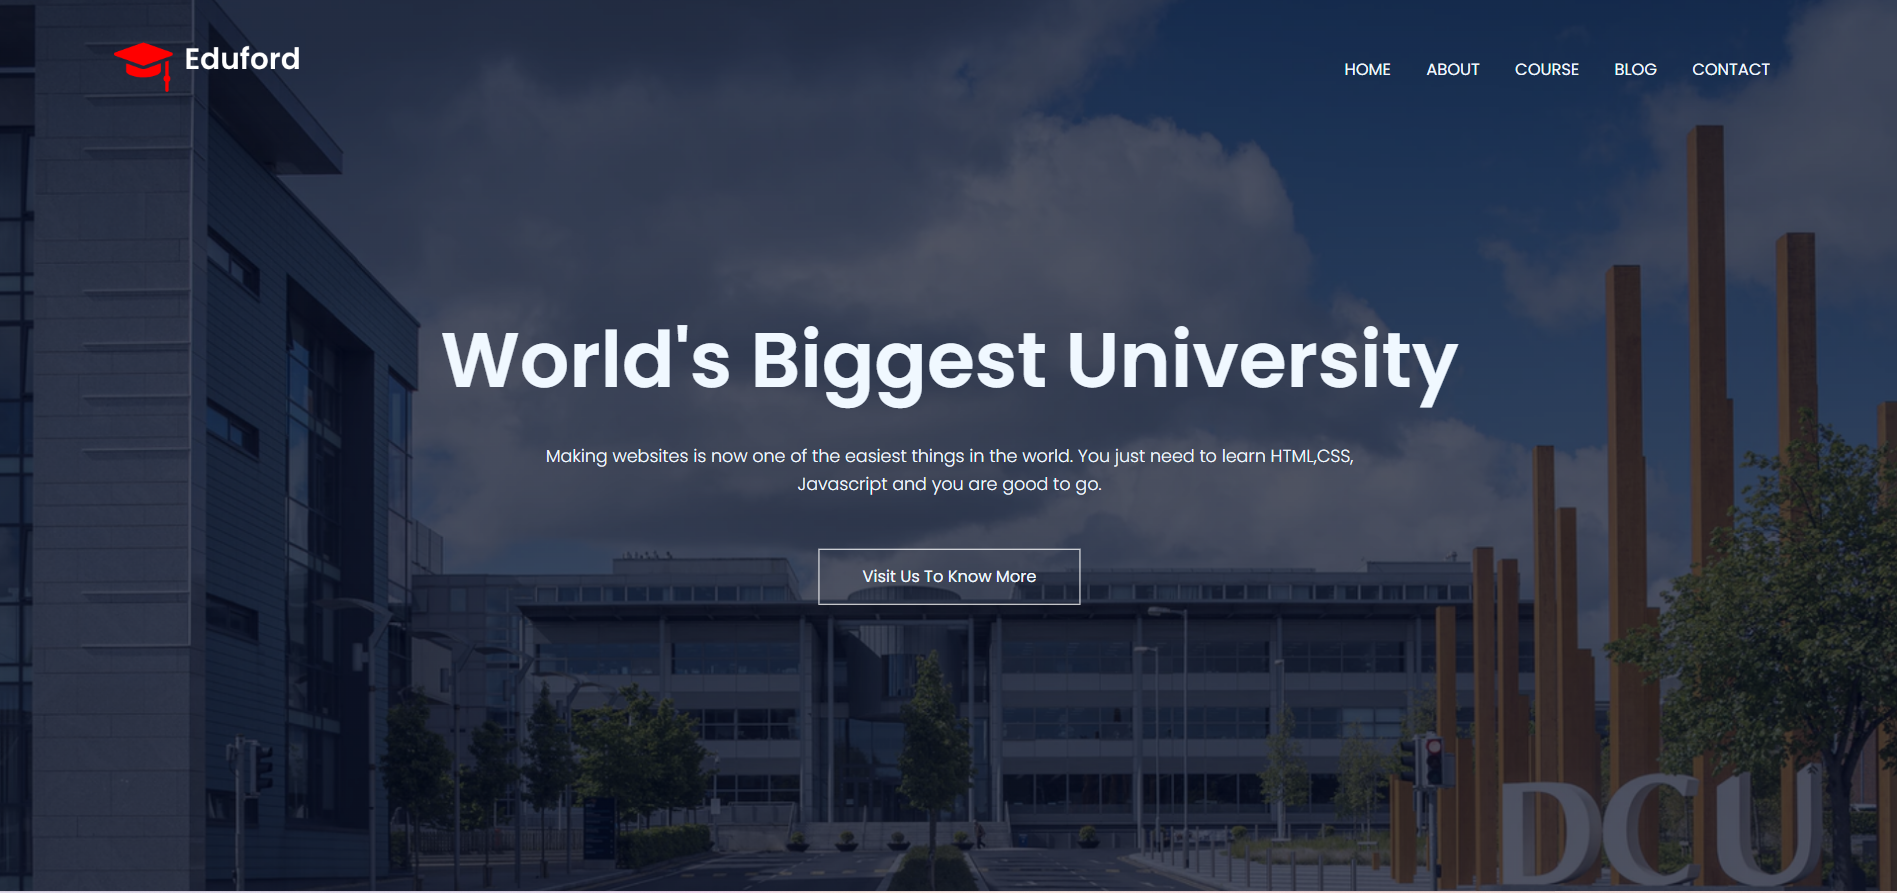 Eduford
HOME ABOUT COURSE BLOG CONTACT
World's Biggest University
Making websites is now one of the easiest things in the world. You just need to learn HTML,CSS,
Javascript and you are good to go.
Visit Us To Know More
DCU